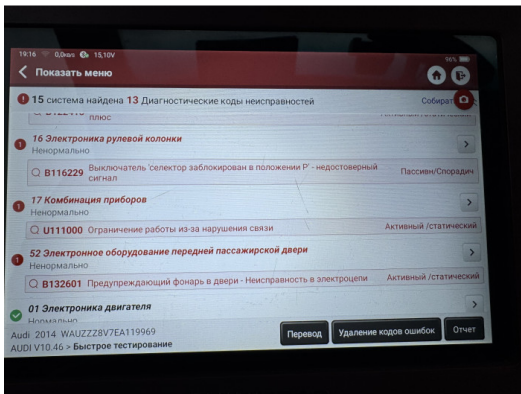 19:16 0,0КВ/с 15,10V 96%
Показать меню
15 система найдена 13 Диагностические коды неисправностей Собират
плюс
16 Электроника рулевой колонки
Ненормально
B116229 Выключатель 'селектор заблокирован в положении P' - недостоверный сигнал Пассивн/Спорадич
17 Комбинация приборов
Ненормально
U111000 Ограничение работы из-за нарушения связи Активный /статический
52 Электронное оборудование передней пассажирской двери
Ненормально
B132601 Предупреждающий фонарь в двери - Неисправность в электроцепи Активный /статический
01 Электроника двигателя
Нормально
Audi 2014 WAUZZZ8V7EA119969
AUDI V10.46 > Быстрое тестирование
Перевод Удаление кодов ошибок Отчет